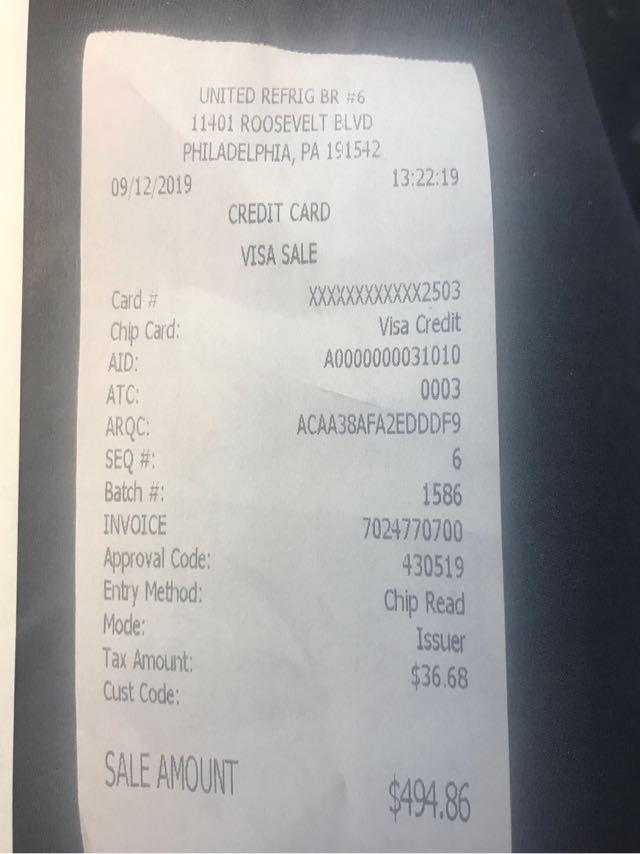 UNITED REFRIG BR #6
11401 ROOSEVELT BLVD
PHILADELPHIA, PA 191542
09/12/2019 13:22:19
CREDIT CARD
VISA SALE
Card # XXXXXXXXXXXX2503
Chip Card: Visa Credit
AID: A0000000031010
ATC: 0003
ARQC: ACAA38AFA2EDDDF9
SEQ #: 6
Batch #: 1586
INVOICE 7024770700
Approval Code: 430519
Entry Method: Chip Read
Mode: Issuer
Tax Amount: $36.68
Cust Code:
SALE AMOUNT $494.86